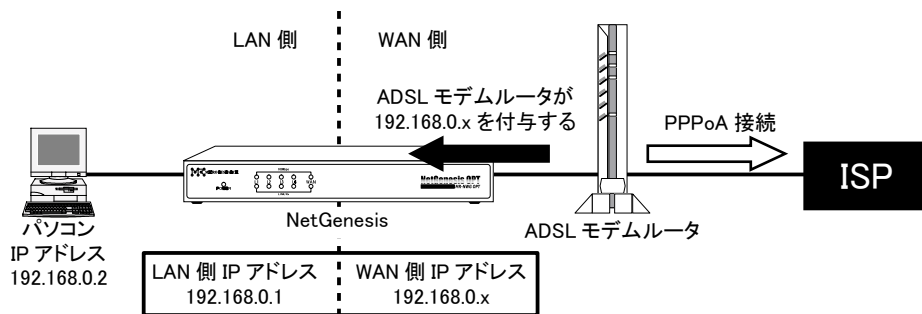 LAN 側
WAN 側
ADSL モデムルータが
192.168.0.x を付与する
PPPoA 接続
ISP
NetGenesis OPT
POWER
NetGenesis
パソコン
IP アドレス
192.168.0.2
ADSL モデムルータ
LAN 側 IP アドレス
192.168.0.1
WAN 側 IP アドレス
192.168.0.x